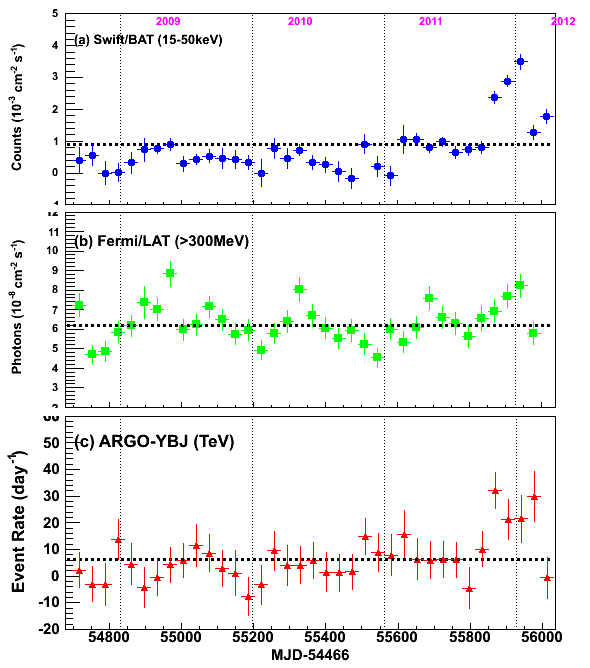 5
2009 2010 2011 2012
(a) Swift/BAT (15-50keV)
4
3
2
1
0
Counts (10⁻³ cm⁻² s⁻¹)
(b) Fermi/LAT (>300MeV)
11
10
9
8
7
6
5
4
3
Photons (10⁻⁸ cm⁻² s⁻¹)
(c) ARGO-YBJ (TeV)
50
40
30
20
10
0
-10
-20
Event Rate (day⁻¹)
54800 55000 55200 55400 55600 55800 56000
MJD-54466